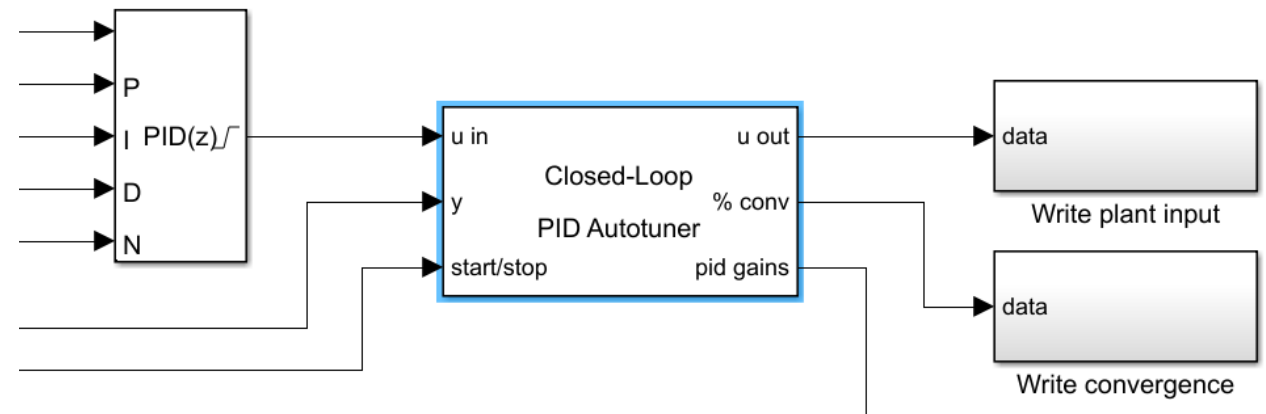 P
I
D
N
PID(z)
u in
y
start/stop
Closed-Loop
PID Autotuner
u out
% conv
pid gains
data
Write plant input
data
Write convergence